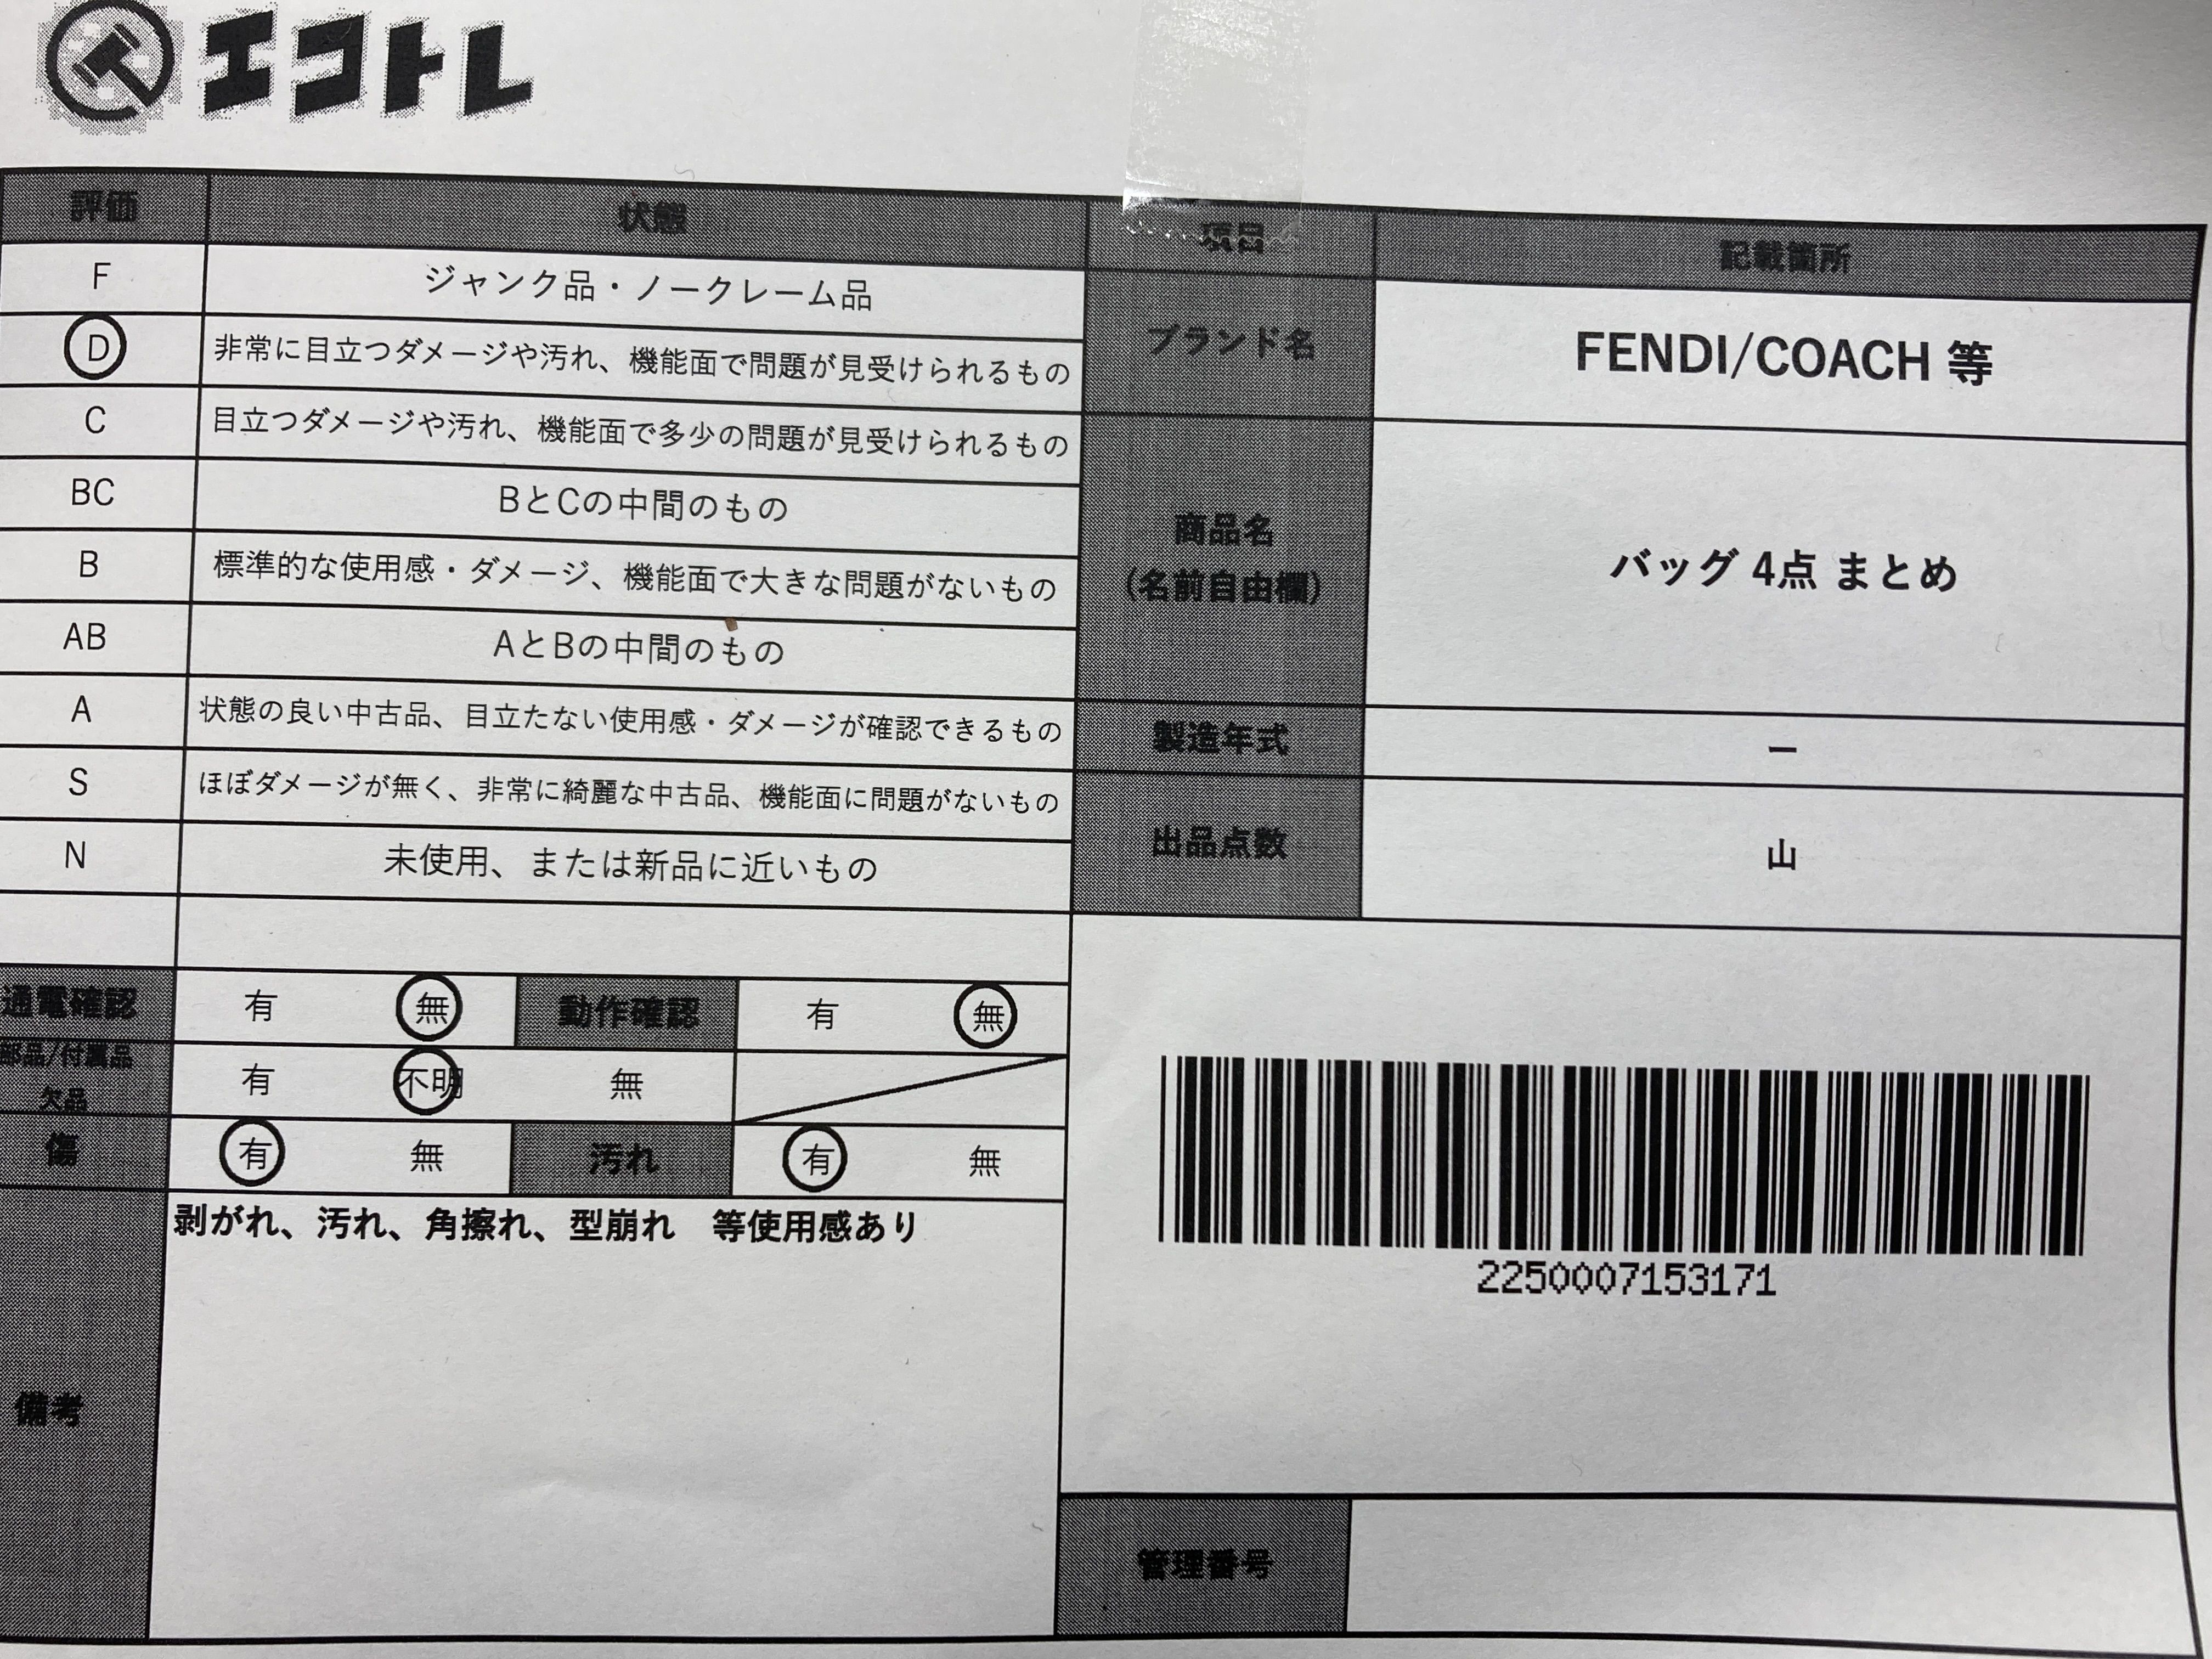 エコトレ
評価 状態 項目 記載箇所
F ジャンク品・ノークレーム品
D 非常に目立つダメージや汚れ、機能面で問題が見受けられるもの
C 目立つダメージや汚れ、機能面で多少の問題が見受けられるもの
BC BとCの中間のもの
B 標準的な使用感・ダメージ、機能面で大きな問題がないもの
AB AとBの中間のもの
A 状態の良い中古品、目立たない使用感・ダメージが確認できるもの
S ほぼダメージが無く、非常に綺麗な中古品、機能面に問題がないもの
N 未使用、または新品に近いもの
ブランド名 FENDI/COACH 等
商品名
(名前自由欄)
バッグ 4点 まとめ
製造年式 ー
出品点数 山
通電確認 有 無 動作確認 有 無
部品/付属品
欠品
有 不明 無
傷 有 無 汚れ 有 無
備考
剥がれ、汚れ、角擦れ、型崩れ 等使用感あり
2250007153171
管理番号